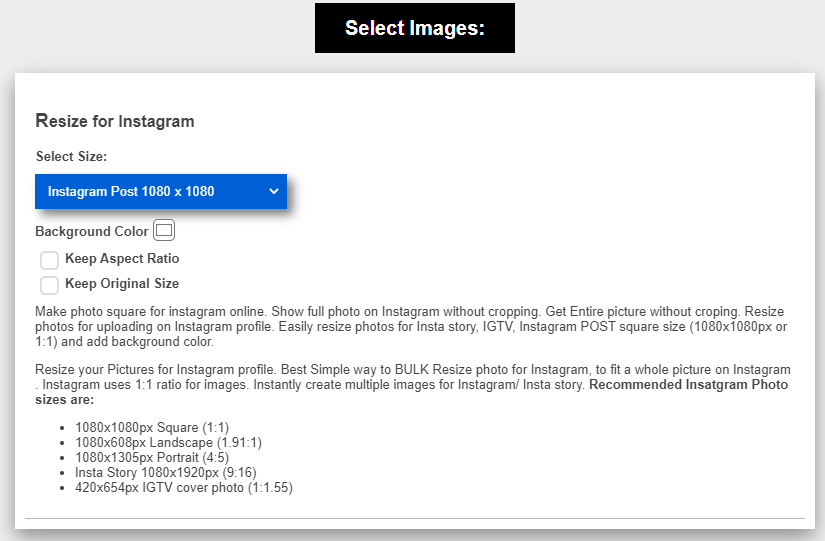 Select Images:
Resize for Instagram
Select Size:
Instagram Post 1080 x 1080
Background Color
Keep Aspect Ratio
Keep Original Size
Make photo square for instagram online. Show full photo on Instagram without cropping. Get Entire picture without croping. Resize
photos for uploading on Instagram profile. Easily resize photos for Insta story, IGTV, Instagram POST square size (1080x1080px or
1:1) and add background color.
Resize your Pictures for Instagram profile. Best Simple way to BULK Resize photo for Instagram, to fit a whole picture on Instagram
. Instagram uses 1:1 ratio for images. Instantly create multiple images for Instagram/ Insta story. Recommended Insatgram Photo
sizes are:
• 1080x1080px Square (1:1)
• 1080x608px Landscape (1.91:1)
• 1080x1305px Portrait (4:5)
• Insta Story 1080x1920px (9:16)
• 420x654px IGTV cover photo (1:1.55)